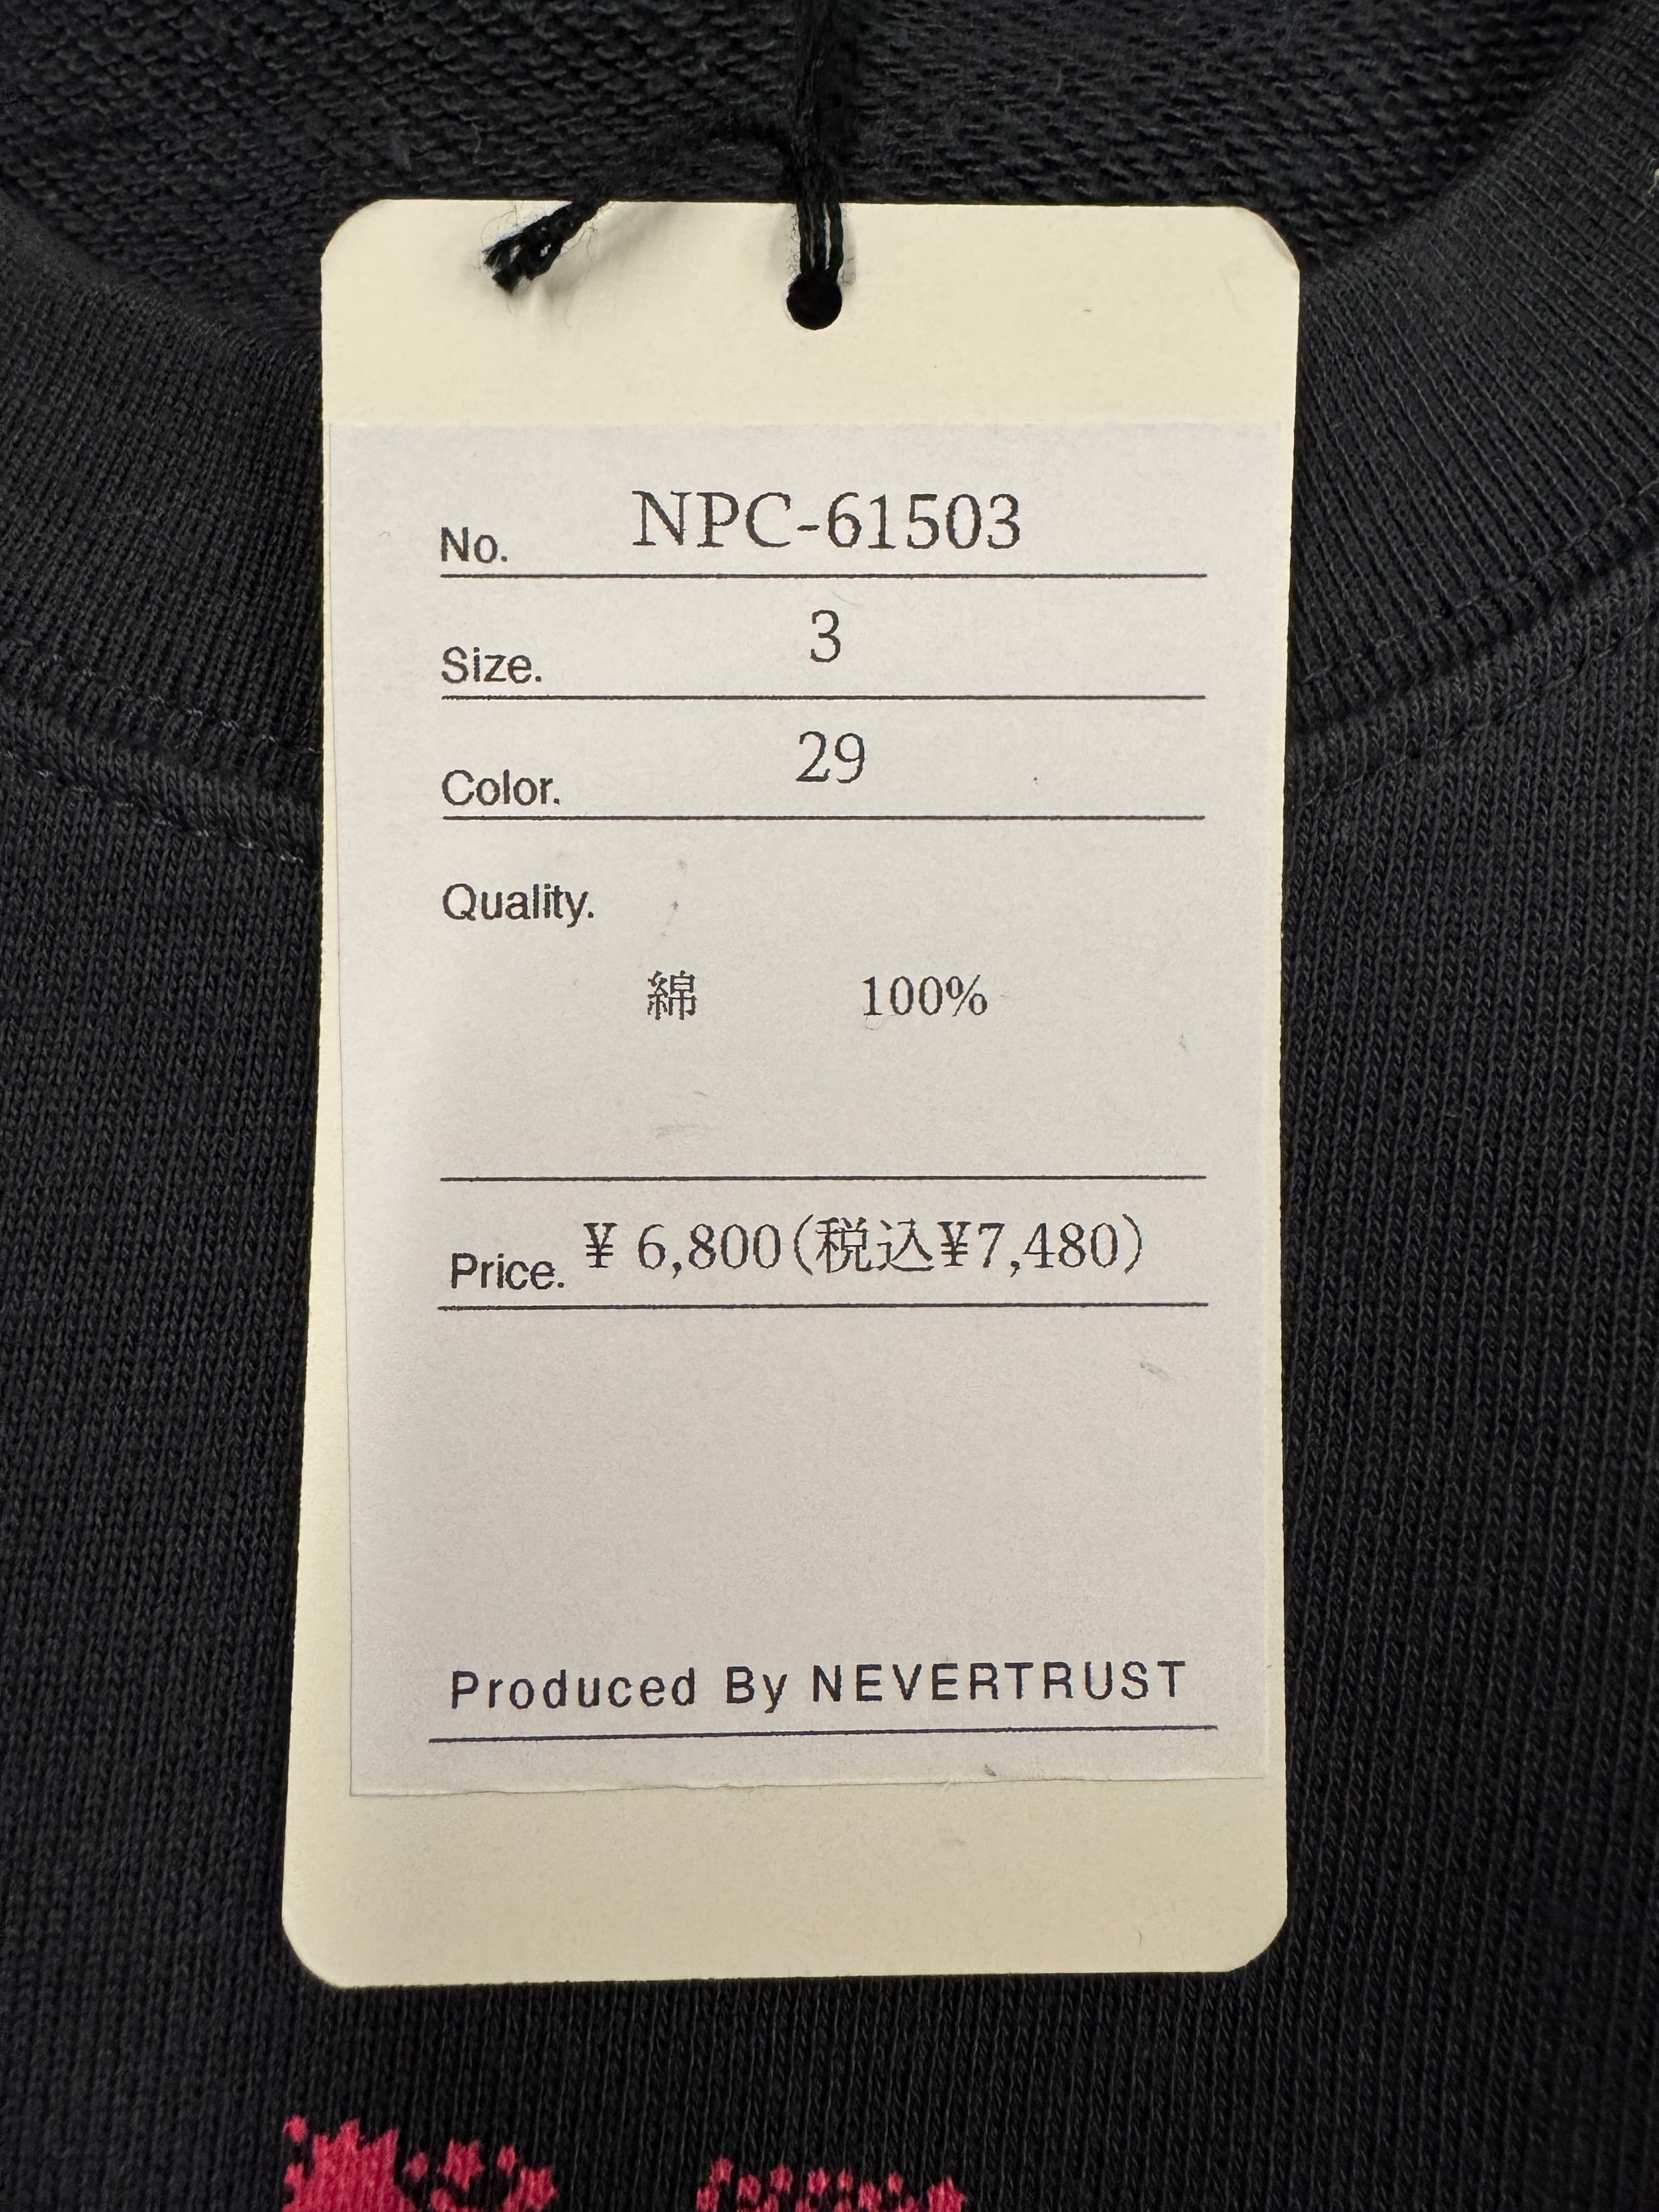 No. NPC-61503
Size. 3
Color. 29
Quality.
綿 100%
Price. ¥ 6,800(税込¥7,480)
Produced By NEVERTRUST